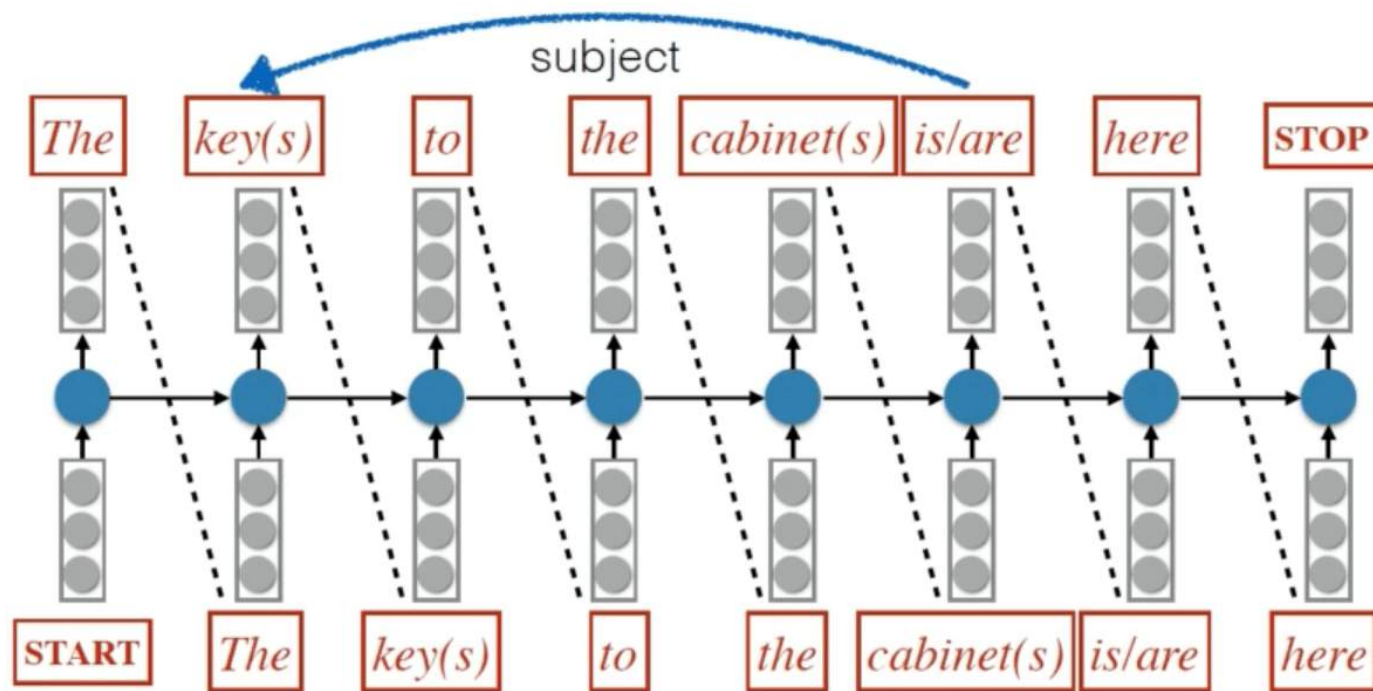 subject
The key(s) to the cabinet(s) is/are here STOP
START The key(s) to the cabinet(s) is/are here